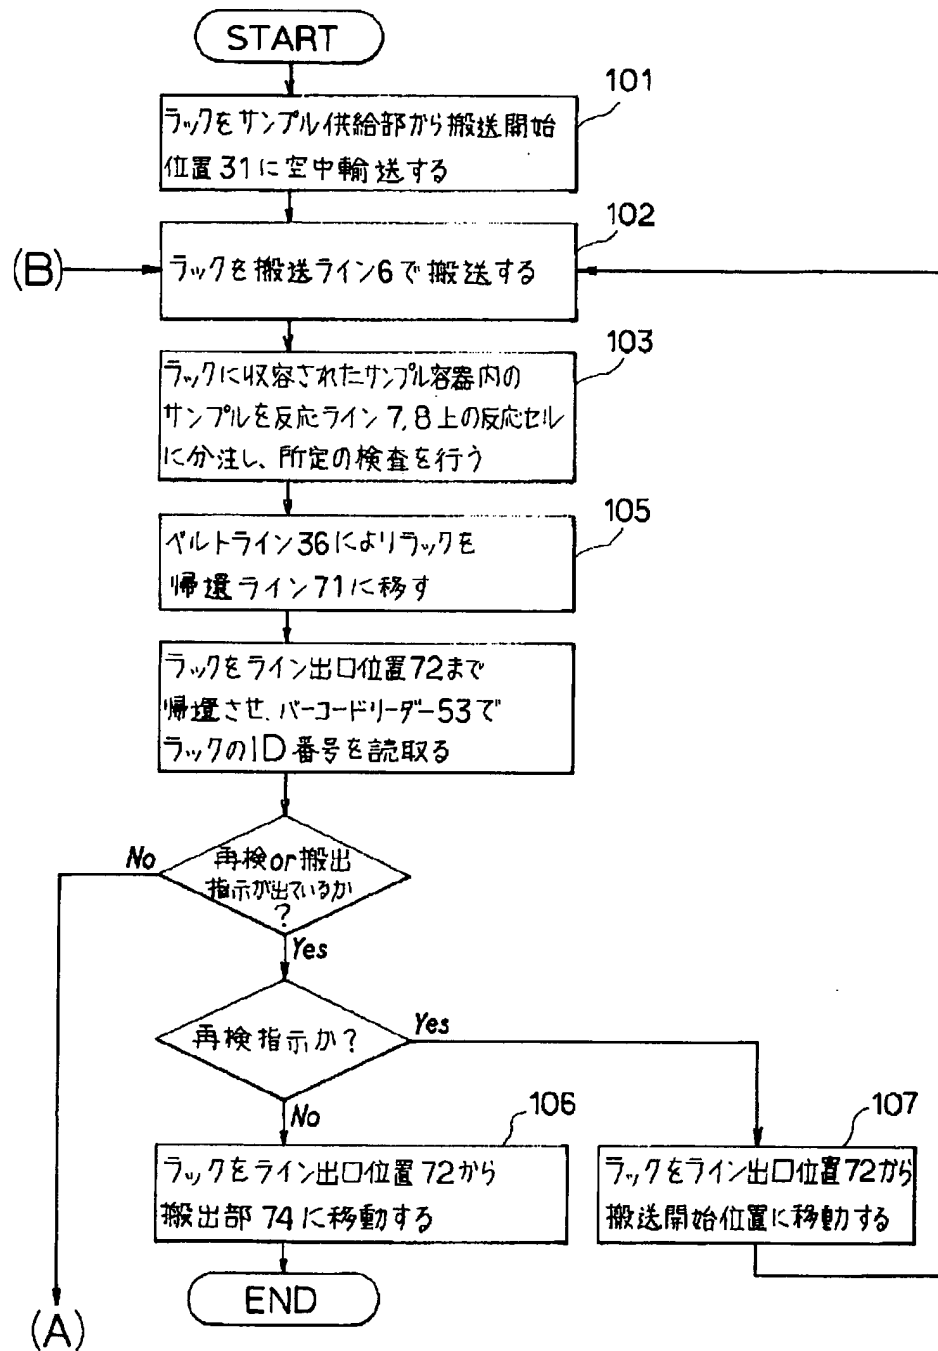 START
101
ラックをサンプル供給部から搬送開始
位置31に空中輸送する
102
(B)
ラックを搬送ライン6で搬送する
103
ラックに収容されたサンプル容器内の
サンプルを反応ライン7,8上の反応セル
に分注し、所定の検査を行う
105
ベルトライン36によりラックを
帰還ライン71に移す
ラックをライン出口位置72まで
帰還させ、バーコードリーダー53で
ラックのID番号を読取る
No
再検or搬出
指示が出ているか
?
Yes
再検指示か?
Yes
No
106
107
ラックをライン出口位置72から
搬出部74に移動する
ラックをライン出口位置72から
搬送開始位置に移動する
END
(A)